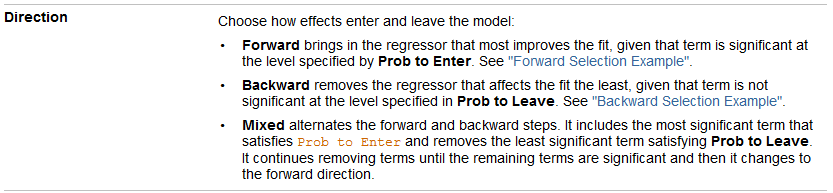 Direction
Choose how effects enter and leave the model:
• Forward brings in the regressor that most improves the fit, given that term is significant at
the level specified by Prob to Enter. See "Forward Selection Example".
• Backward removes the regressor that affects the fit the least, given that term is not
significant at the level specified in Prob to Leave. See "Backward Selection Example".
• Mixed alternates the forward and backward steps. It includes the most significant term that
satisfies Prob to Enter and removes the least significant term satisfying Prob to Leave.
It continues removing terms until the remaining terms are significant and then it changes to
the forward direction.